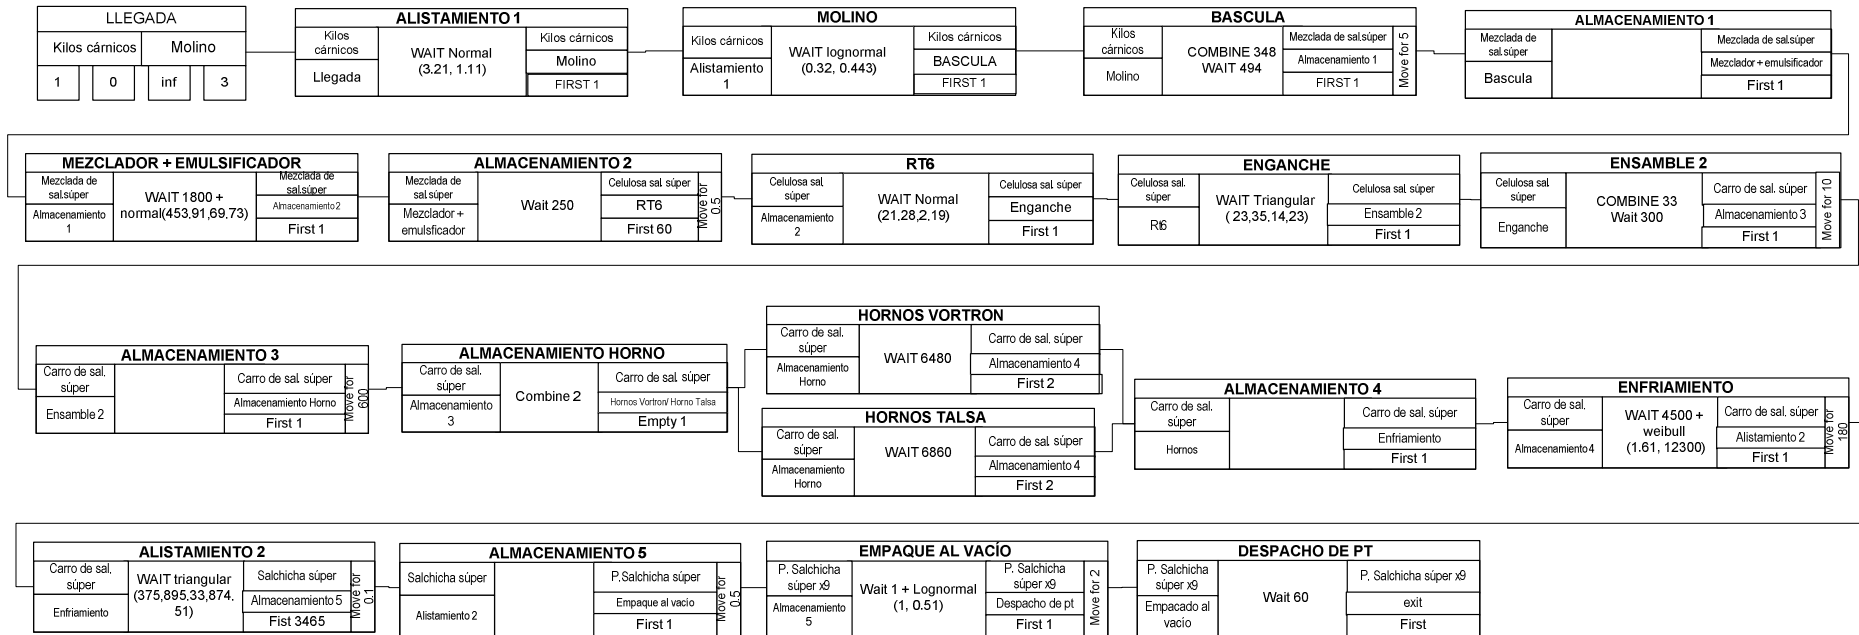 LLEGADA
Kilos cárnicos
Molino
1
0
inf
3
ALISTAMIENTO 1
Kilos
cárnicos
Llegada
WAIT Normal
(3.21, 1.11)
Kilos cárnicos
Molino
FIRST 1
MOLINO
Kilos cárnicos
Alistamiento
1
WAIT lognormal
(0.32, 0.443)
Kilos cárnicos
BASCULA
FIRST 1
BASCULA
Kilos
cárnicos
Molino
COMBINE 348
WAIT 494
Mezclada de sal.súper
Almacenamiento 1
FIRST 1
Move for 5
ALMACENAMIENTO 1
Mezclada de
sal.súper
Bascula
Mezclada de sal.súper
Mezclador + emulsificador
First 1
MEZCLADOR + EMULSIFICADOR
Mezclada de
sal.súper
Almacenamiento
1
WAIT 1800 +
normal(453,91,69,73)
Mezclada de
sal.súper
Almacenamiento 2
First 1
ALMACENAMIENTO 2
Mezclada de
sal.súper
Mezclador +
emulsficador
Wait 250
Celulosa sal. súper
RT6
First 60
Move for
0.5
RT6
Celulosa sal.
súper
Almacenamiento
2
WAIT Normal
(21,28,2,19)
Celulosa sal. súper
Enganche
First 1
ENGANCHE
Celulosa sal.
súper
Rt6
WAIT Triangular
( 23,35,14,23)
Celulosa sal. súper
Ensamble 2
First 1
ENSAMBLE 2
Celulosa sal.
súper
Enganche
COMBINE 33
Wait 300
Carro de sal. súper
Almacenamiento 3
First 1
Move for 10
ALMACENAMIENTO 3
Carro de sal.
súper
Ensamble 2
Carro de sal. súper
Almacenamiento Horno
First 1
Move for
600
ALMACENAMIENTO HORNO
Carro de sal.
súper
Almacenamiento
3
Combine 2
Carro de sal. súper
Hornos Vortron/ Horno Talsa
Empty 1
HORNOS VORTRON
Carro de sal.
súper
Almacenamiento
Horno
WAIT 6480
Carro de sal. súper
Almacenamiento 4
First 2
HORNOS TALSA
Carro de sal.
súper
Almacenamiento
Horno
WAIT 6860
Carro de sal. súper
Almacenamiento 4
First 2
ALMACENAMIENTO 4
Carro de sal.
súper
Hornos
Carro de sal. súper
Enfriamiento
First 1
ENFRIAMIENTO
Carro de sal.
súper
Almacenamiento 4
WAIT 4500 +
weibull
(1.61, 12300)
Carro de sal. súper
Alistamiento 2
First 1
Move for
180
ALISTAMIENTO 2
Carro de sal.
súper
Enfriamiento
WAIT triangular
(375,895,33,874,
51)
Salchicha súper
Almacenamiento 5
Fist 3465
Move for
0.1
ALMACENAMIENTO 5
Salchicha súper
Alistamiento 2
P. Salchicha súper
Empaque al vacio
First 1
Move for
0.5
EMPAQUE AL VACÍO
P. Salchicha
súper x9
Almacenamiento
5
Wait 1 + Lognormal
(1, 0.51)
P. Salchicha
súper x9
Despacho de pt
First 1
Move for 2
DESPACHO DE PT
P. Salchicha
súper x9
Empacado al
vacío
Wait 60
P. Salchicha súper x9
exit
First